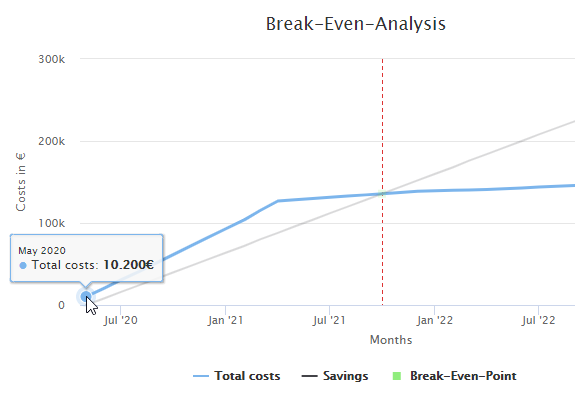 Break-Even-Analysis
300k
200k
100k
0
Costs in €
May 2020
Total costs: 10.200€
Jul '20
Jan '21
Jul '21
Jan '22
Jul '22
Months
Total costs
Savings
Break-Even-Point